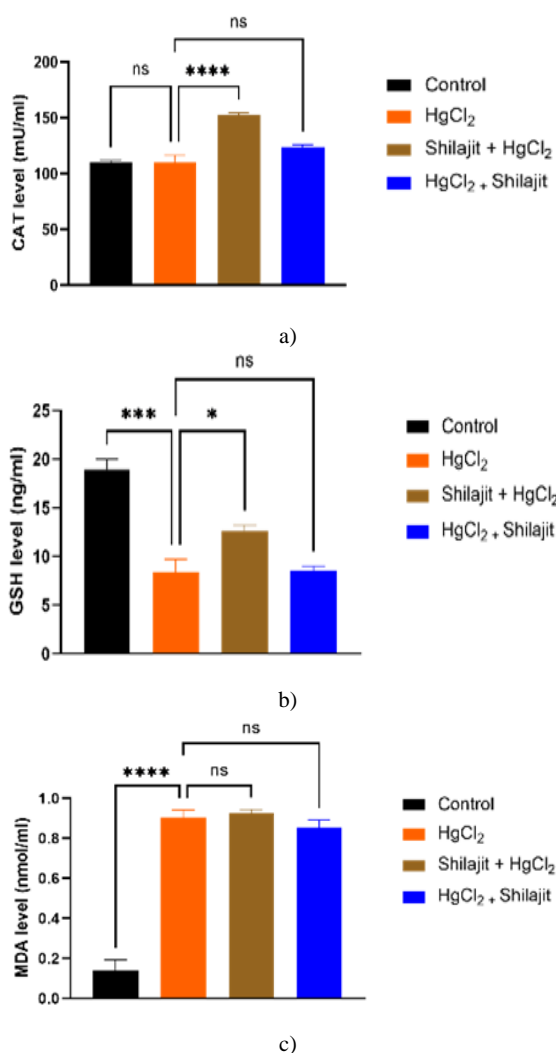 ns
ns
****
200
150
100
50
0
CAT level (mU/ml)
Control
HgCl₂
Shilajit + HgCl₂
HgCl₂ + Shilajit
a)
ns
***
*
25
20
15
10
5
0
GSH level (ng/ml)
Control
HgCl₂
Shilajit + HgCl₂
HgCl₂ + Shilajit
b)
ns
****
ns
1.0
0.8
0.6
0.4
0.2
0.0
MDA level (nmol/ml)
Control
HgCl₂
Shilajit + HgCl₂
HgCl₂ + Shilajit
c)